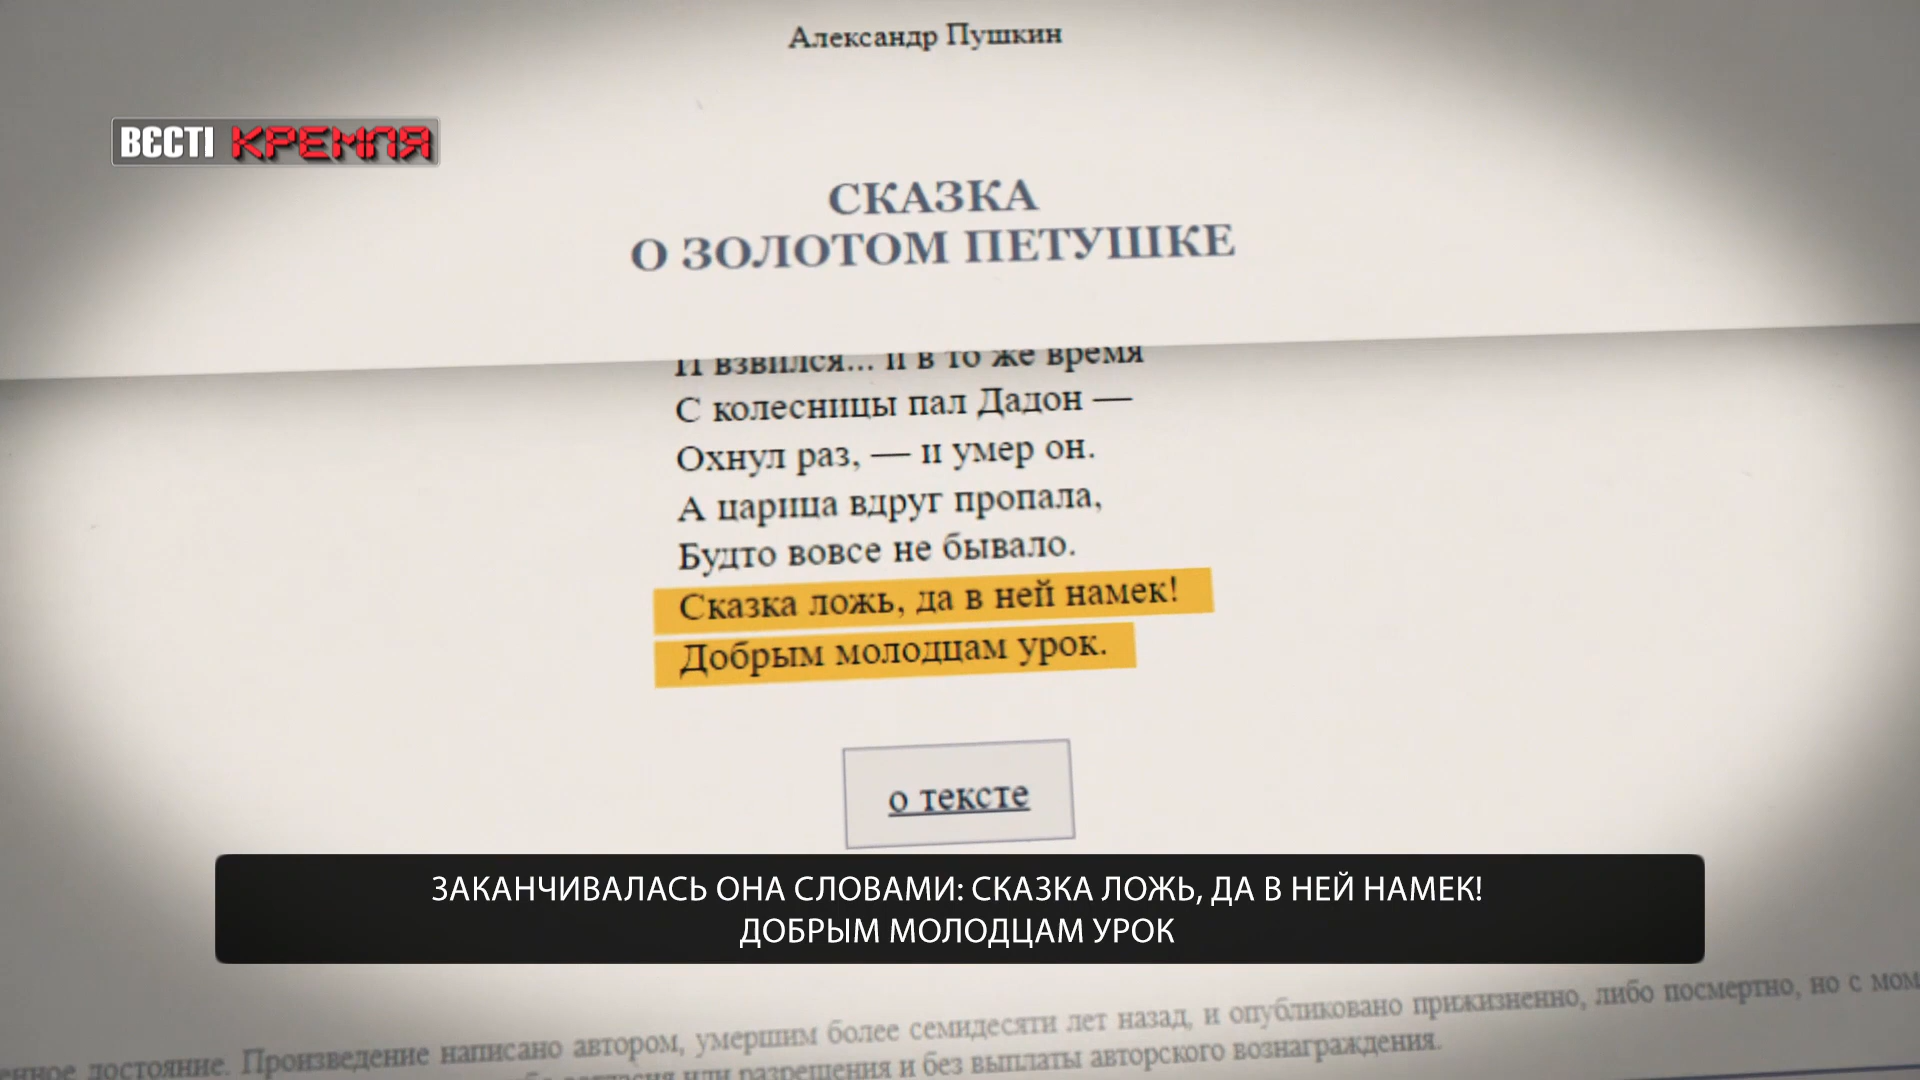 Александр Пушкин
ВЄСТІ КРЕМЛЯ
СКАЗКА
О ЗОЛОТОМ ПЕТУШКЕ
И взвился... и в то же время
С колесницы пал Дадон —
Охнул раз, — и умер он.
А царица вдруг пропала,
Будто вовсе не бывало.
Сказка ложь, да в ней намек!
Добрым молодцам урок.
о тексте
ЗАКАНЧИВАЛАСЬ ОНА СЛОВАМИ: СКАЗКА ЛОЖЬ, ДА В НЕЙ НАМЕК!
ДОБРЫМ МОЛОДЦАМ УРОК
достояние. Произведение написано автором, умершим более семидесяти лет назад, и опубликовано прижизненно, либо посмертно, но с
или разрешения и без выплаты авторского вознаграждения.